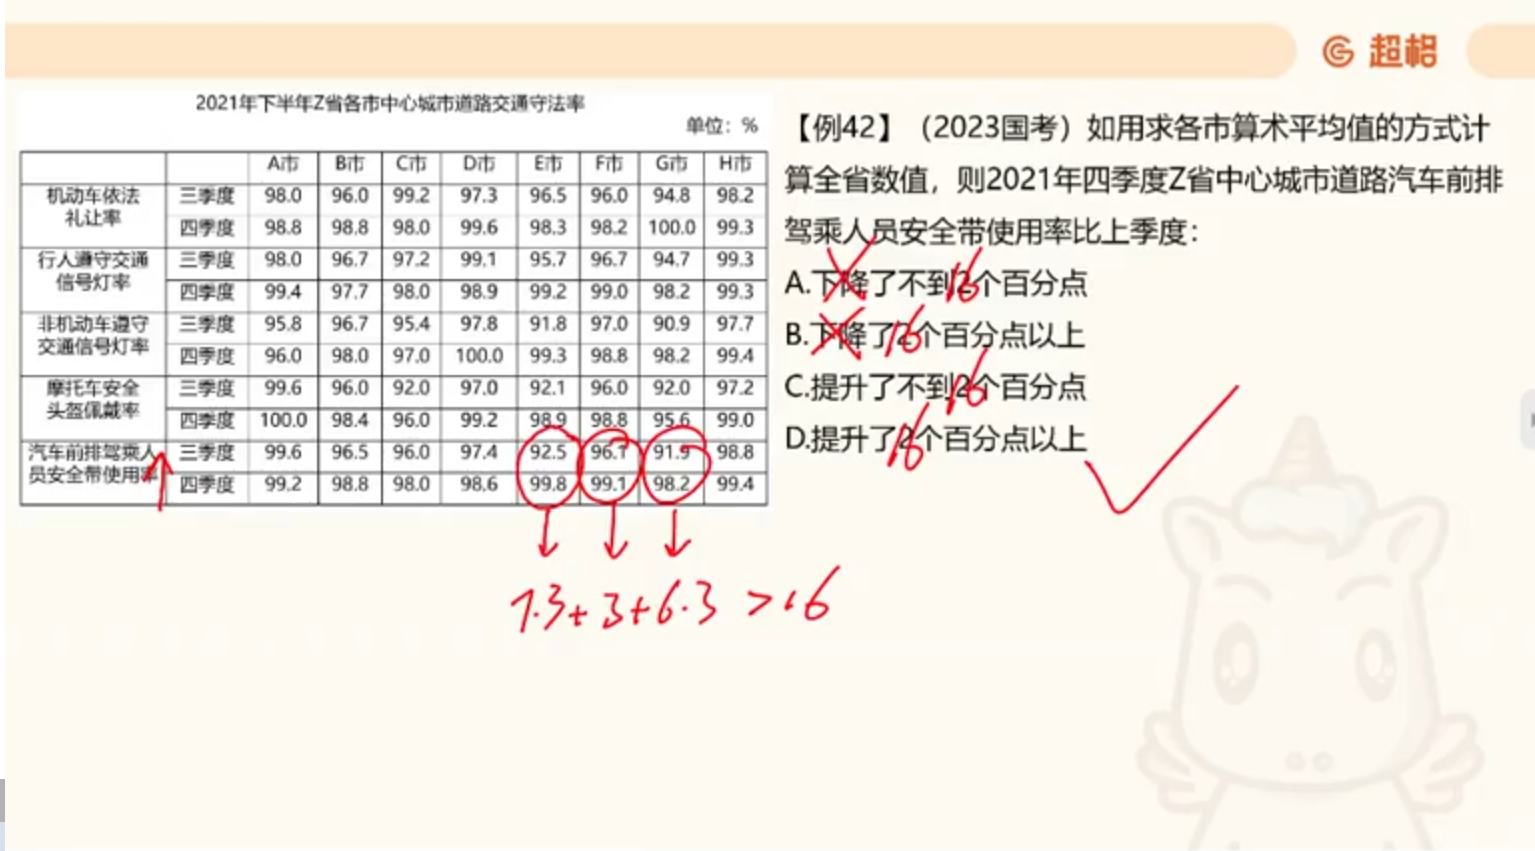 超格
2021年下半年Z省各市中心城市道路交通守法率
单位：%
A市 B市 C市 D市 E市 F市 G市 H市
机动车依法礼让率 三季度 98.0 96.0 99.2 97.3 96.5 96.0 94.8 98.2
四季度 98.8 98.8 98.0 99.6 98.3 98.2 100.0 99.3
行人遵守交通信号灯率 三季度 98.0 96.7 97.2 99.1 95.7 96.7 94.7 99.3
四季度 99.4 97.7 98.0 98.9 99.2 99.0 98.2 99.3
非机动车遵守交通信号灯率 三季度 95.8 96.7 95.4 97.8 91.8 97.0 90.9 97.7
四季度 96.0 98.0 97.0 100.0 99.3 98.8 98.2 99.4
摩托车安全头盔佩戴率 三季度 99.6 96.0 92.0 97.0 92.1 96.0 92.0 97.2
四季度 100.0 98.4 96.0 99.2 98.9 98.8 95.6 99.0
汽车前排驾乘人员安全带使用率 三季度 99.6 96.5 96.0 97.4 92.5 96.1 91.9 98.8
四季度 99.2 98.8 98.0 98.6 99.8 99.1 98.2 99.4
7.3+3+6.3 >16
【例42】（2023国考）如用求各市算术平均值的方式计
算全省数值，则2021年四季度Z省中心城市道路汽车前排
驾乘人员安全带使用率比上季度：
A.下降了不到2个百分点 16
B.下降了2个百分点以上 16
C.提升了不到2个百分点 16
D.提升了2个百分点以上 16